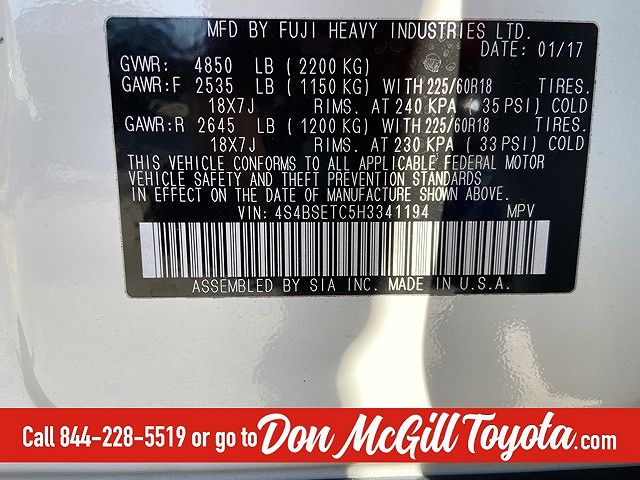 MFD BY FUJI HEAVY INDUSTRIES LTD.
DATE: 01/17
GVWR: 4850 LB ( 2200 KG)
GAWR:F 2535 LB ( 1150 KG) WITH 225/60R18 TIRES.
18X7J RIMS. AT 240 KPA ( 35 PSI) COLD
GAWR:R 2645 LB ( 1200 KG) WITH 225/60R18 TIRES.
18X7J RIMS. AT 230 KPA ( 33 PSI) COLD
THIS VEHICLE CONFORMS TO ALL APPLICABLE FEDERAL MOTOR
VEHICLE SAFETY AND THEFT PREVENTION STANDARDS
IN EFFECT ON THE DATE OF MANUFACTURE SHOWN ABOVE.
VIN: 4S4BSETC5H3341194 MPV
ASSEMBLED BY SIA INC. MADE IN U.S.A.
Call 844-228-5519 or go to Don McGill Toyota.com